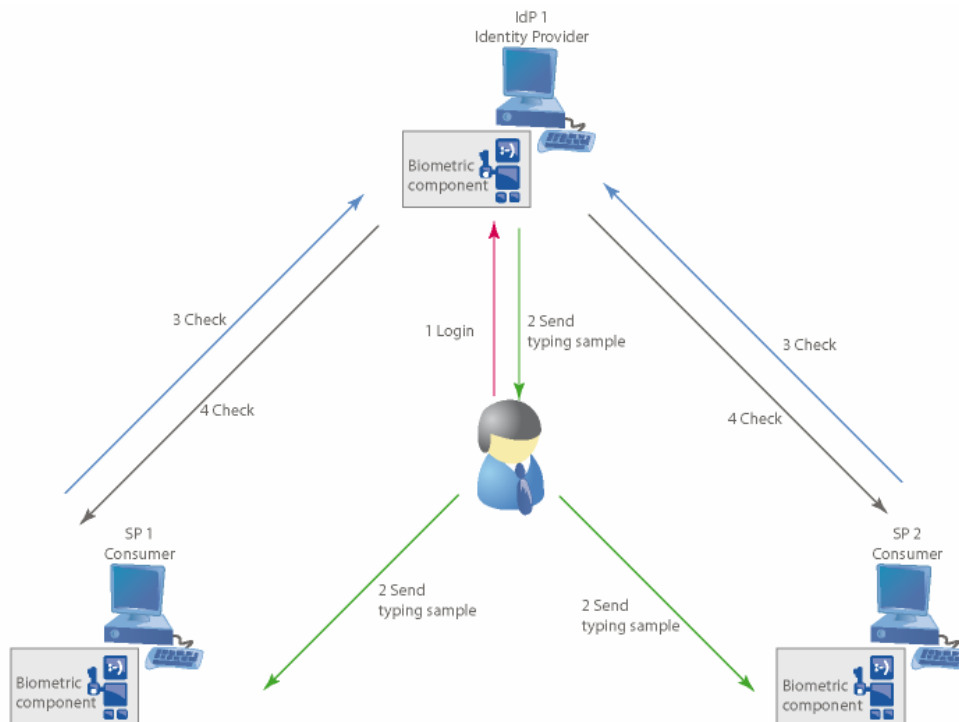 IdP 1
Identity Provider
Biometric
component
:-)
3 Check
1 Login
2 Send
typing sample
3 Check
4 Check
4 Check
SP 1
Consumer
SP 2
Consumer
2 Send
typing sample
2 Send
typing sample
Biometric
component
:-)
Biometric
component
:-)